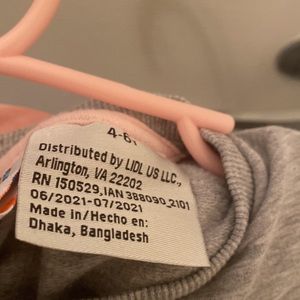 4-6
Distributed by LIDL US LLC.,
Arlington, VA 22202
RN 150529, IAN 388090_2101
06/2021-07/2021
Made in/Hecho en:
Dhaka, Bangladesh